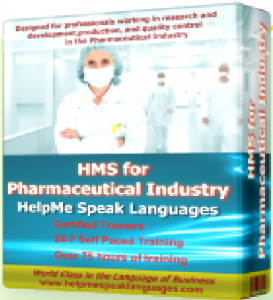 Designed for professionals working in research and
development,production, and quality control
in the Pharmaceutical Industry
HMS for
Pharmaceutical Industry
HelpMe Speak Languages
Certified Trainers
24-7 Self Paced Training
Over 75 hours of training
World Class in the Language of Business
www.helpmespeaklanguages.com
HMS for
Pharmaceutical Industry